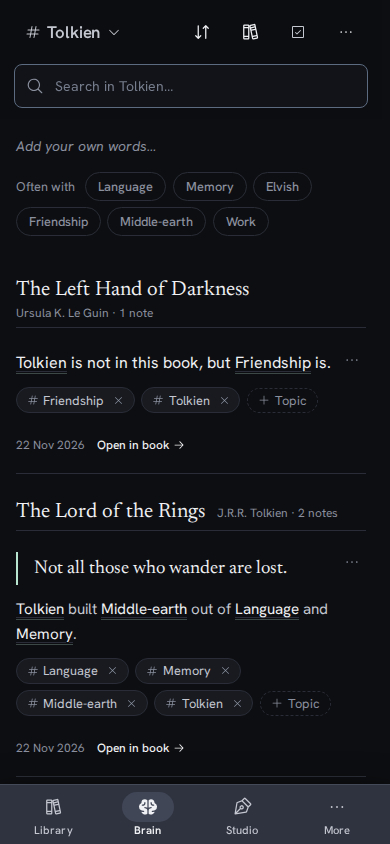 # Tolkien
Search in Tolkien...
Add your own words...
Often with Language Memory Elvish
Friendship Middle-earth Work
The Left Hand of Darkness
Ursula K. Le Guin · 1 note
Tolkien is not in this book, but Friendship is. ...
# Friendship × # Tolkien × + Topic
22 Nov 2026 Open in book →
The Lord of the Rings J.R.R. Tolkien · 2 notes
Not all those who wander are lost. ...
Tolkien built Middle-earth out of Language and
Memory.
# Language × # Memory ×
# Middle-earth × # Tolkien × + Topic
22 Nov 2026 Open in book →
Library Brain Studio More